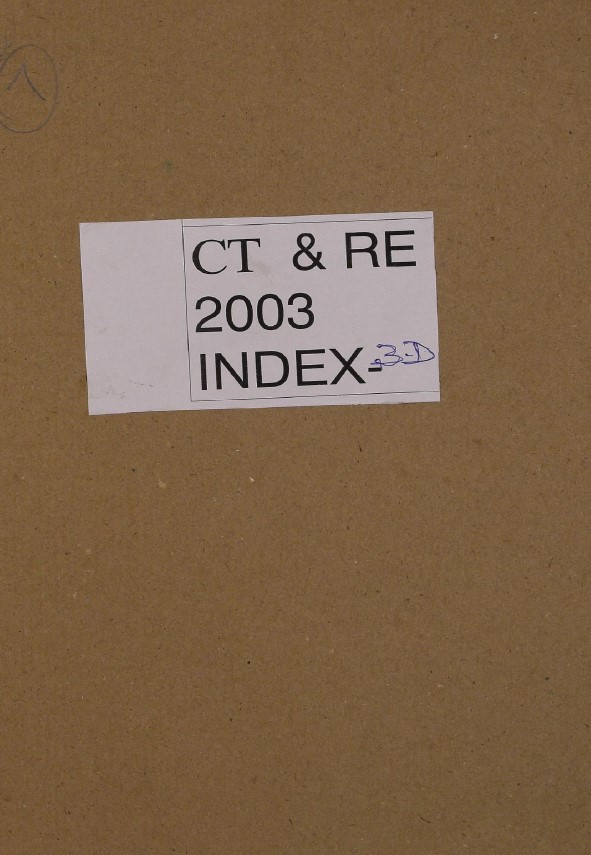 CT & RE
2003
INDEX-3-D